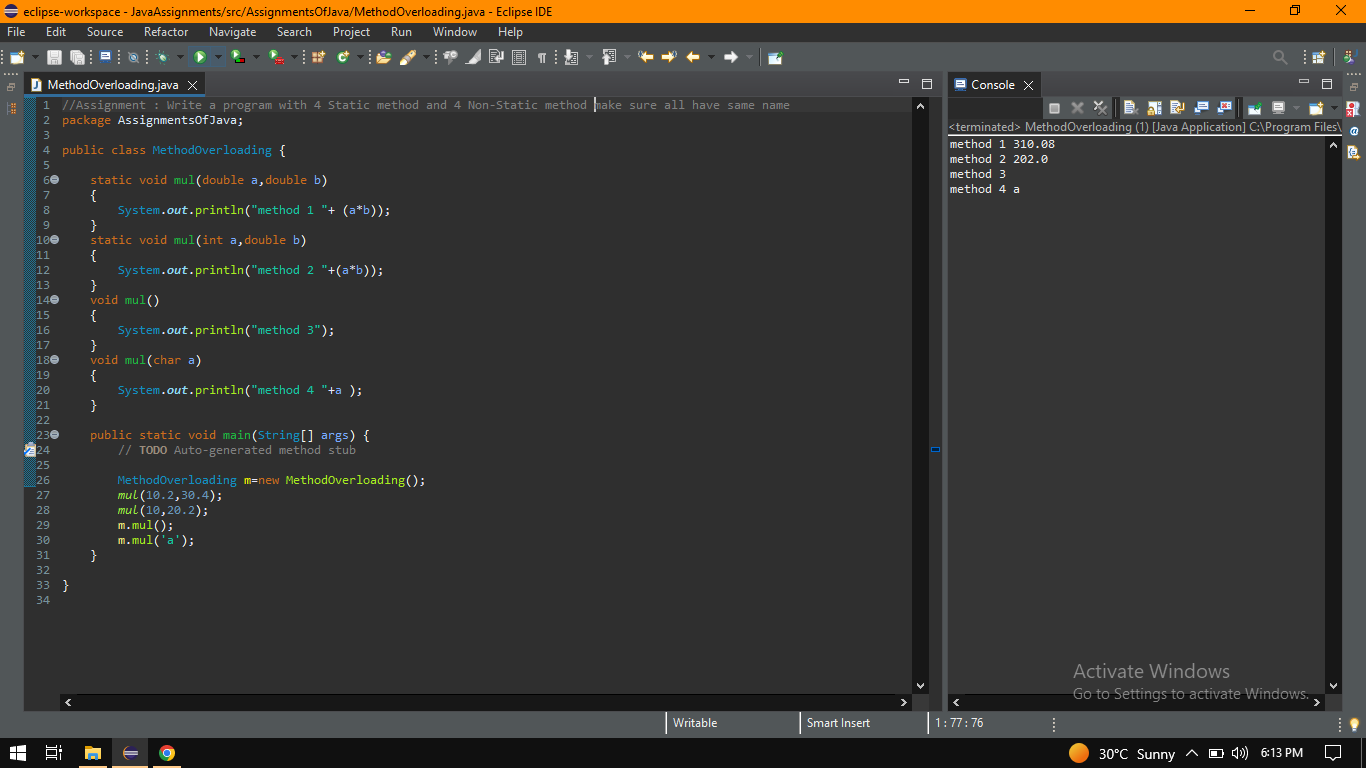 eclipse-workspace - JavaAssignments/src/AssignmentsOfJava/MethodOverloading.java - Eclipse IDE
File Edit Source Refactor Navigate Search Project Run Window Help
MethodOverloading.java
1 //Assignment : Write a program with 4 Static method and 4 Non-Static method make sure all have same name
2 package AssignmentsOfJava;
3
4 public class MethodOverloading {
5
6 static void mul(double a,double b)
7 {
8 System.out.println("method 1 "+ (a*b));
9 }
10 static void mul(int a,double b)
11 {
12 System.out.println("method 2 "+(a*b));
13 }
14 void mul()
15 {
16 System.out.println("method 3");
17 }
18 void mul(char a)
19 {
20 System.out.println("method 4 "+a );
21 }
22
23 public static void main(String[] args) {
24 // TODO Auto-generated method stub
25
26 MethodOverloading m=new MethodOverloading();
27 mul(10.2,30.4);
28 mul(10,20.2);
29 m.mul();
30 m.mul('a');
31 }
32
33 }
34
Console
<terminated> MethodOverloading (1) [Java Application] C:\Program Files\
method 1 310.08
method 2 202.0
method 3
method 4 a
Activate Windows
Go to Settings to activate Windows.
Writable Smart Insert 1 : 77 : 76
30°C Sunny 6:13 PM